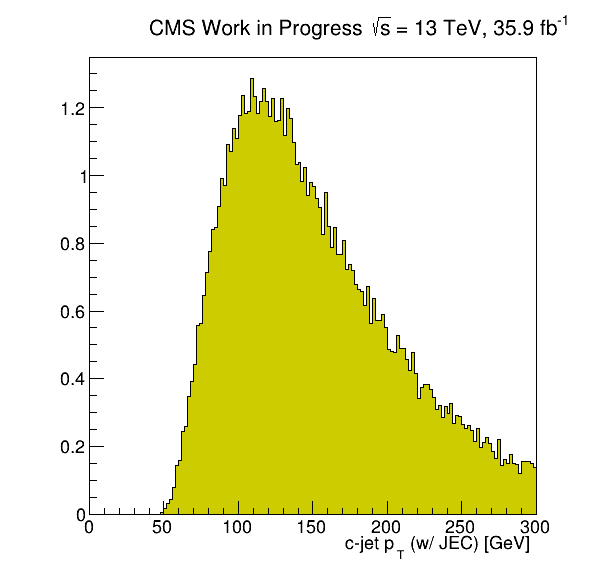 CMS Work in Progress √s = 13 TeV, 35.9 fb⁻¹
1.2
1
0.8
0.6
0.4
0.2
0
0 50 100 150 200 250 300
c-jet p_T (w/ JEC) [GeV]